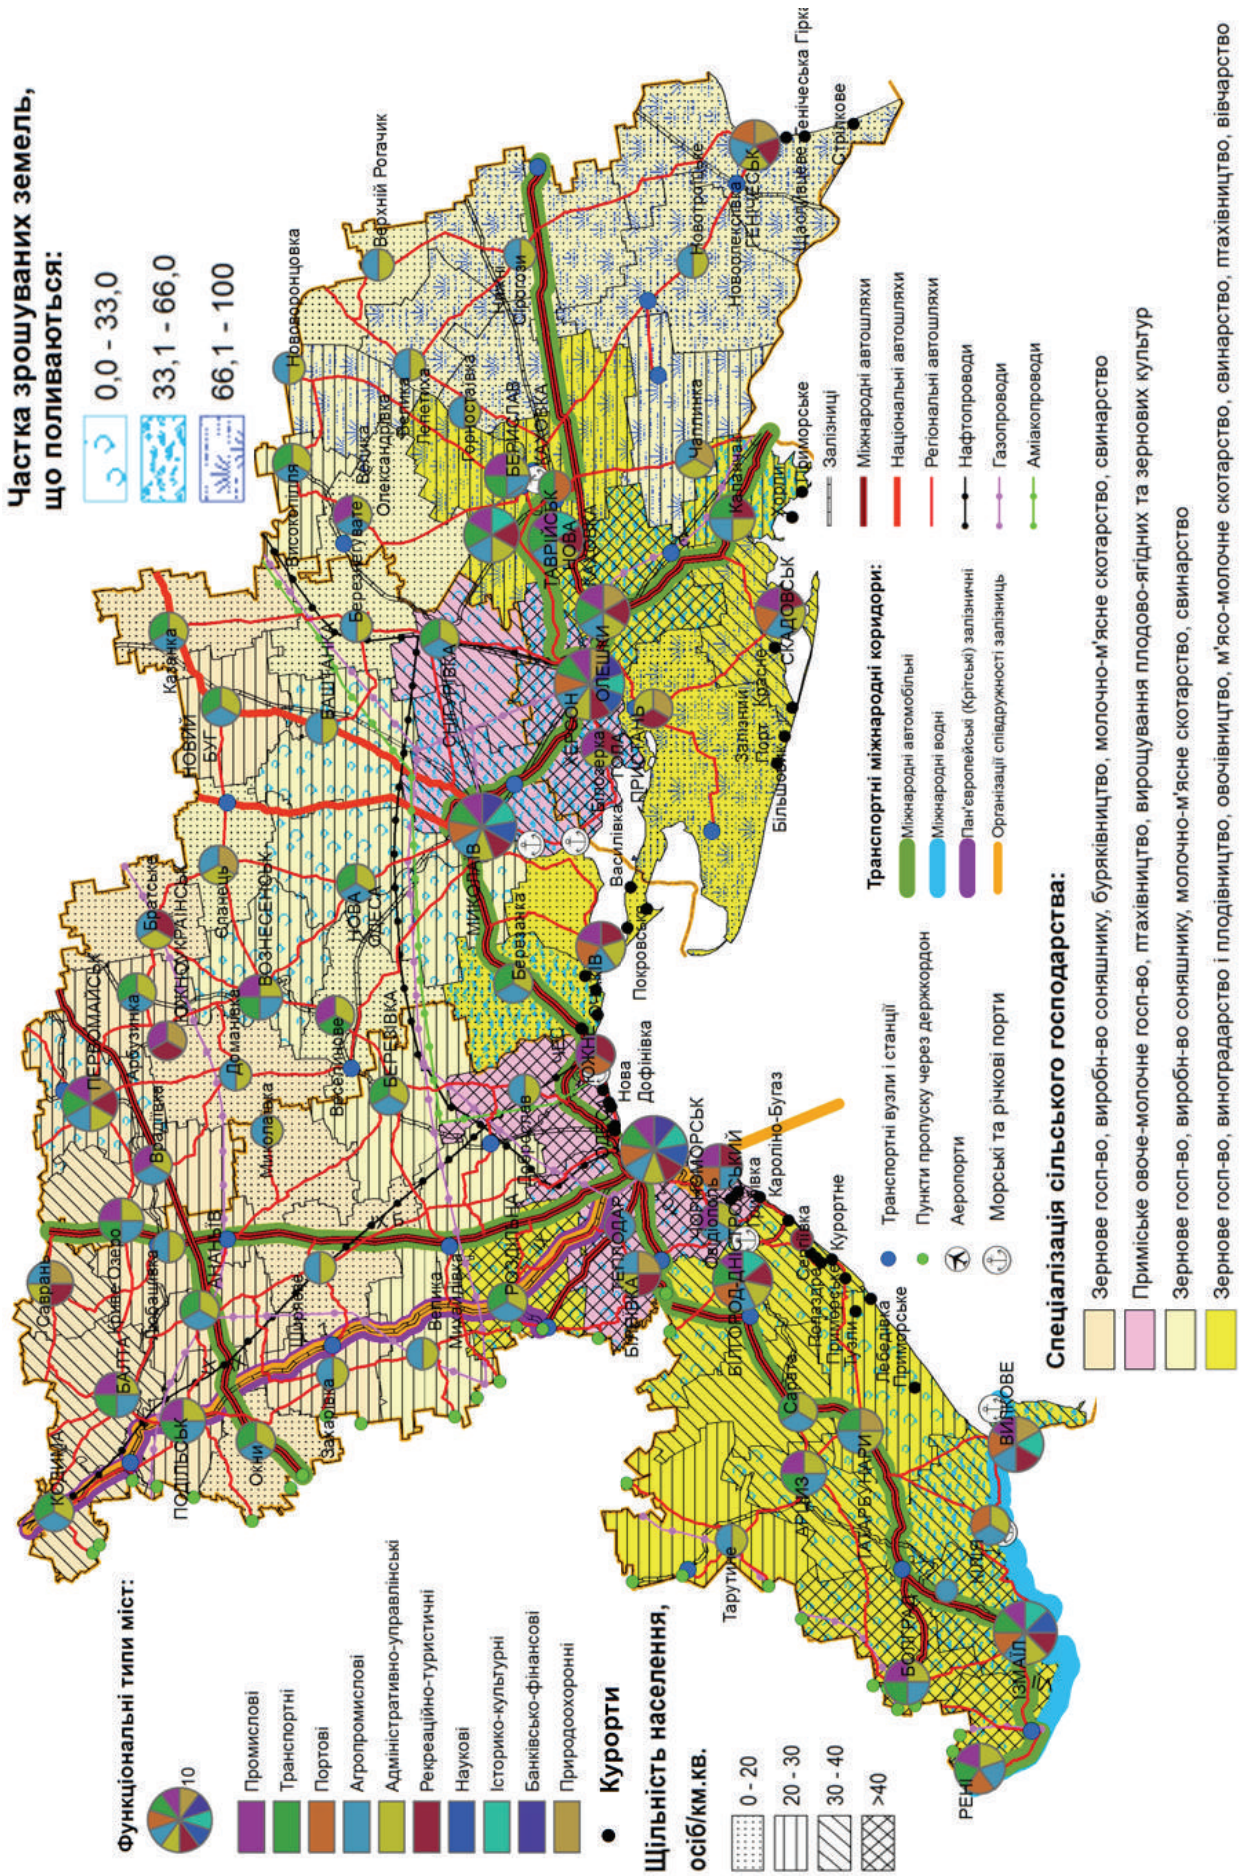 Частка зрошуваних земель,
що поливаються:
0,0 - 33,0
33,1 - 66,0
66,1 - 100
Функціональні типи міст:
10
Промислові
Транспортні
Портові
Агропромислові
Адміністративно-управлінські
Рекреаційно-туристичні
Наукові
Історико-культурні
Банківсько-фінансові
Природоохоронні
Курорти
Щільність населення,
осіб/км.кв.
0 - 20
20 - 30
30 - 40
>40
КОДИМА
Саврань
БАЛТА
Криве Озеро
Любашівка
ПОДІЛЬСЬК
АНАНЬЇВ
Окни
Ширяєве
Захарівка
Велика
Михайлівка
РОЗДІЛЬНА
ПЕРВОМАЙСЬК
Врадіївка
Арбузинка
ЮЖНОУКРАЇНСЬК
Братське
Доманівка
Миколаївка
Єланець
ВОЗНЕСЕНСЬК
Веселинове
БЕРЕЗІВКА
НОВА
ОДЕСА
Казанка
НОВИЙ
БУГ
БАШТАНКА
Березнегувате
СНІГУРІВКА
МИКОЛАЇВ
Березанка
Високопілля
Велика
Олександрівка
Нововоронцовка
Верхній Рогачик
Велика
Лепетиха
Горностаївка
Нижні
Сірогози
БЕРИСЛАВ
КАХОВКА
ТАВРІЙСЬК
НОВА
КАХОВКА
ХЕРСОН
ОЛЕШКИ
Білозерка
ГОЛА
ПРИСТАНЬ
Чаплинка
Каланчак
Хорли
Приморське
СКАДОВСЬК
Красне
Залізний
Порт
Більшовик
Василівка
Покровське
Новотроїцьке
Новоолексіївка
ГЕНІЧЕСЬК
Щасливцеве
Генічеська Гірка
Стрілкове
Доброслав
ЮЖНЕ
Нова
Дофінівка
ТЕПЛОДАР
БІЛЯЇВКА
ЧОРНОМОРСЬК
Овідіополь
Кароліно-Бугаз
БІЛГОРОД-ДНІСТРОВСЬКИЙ
Сергіївка
Курортне
Приморське
Тузли
Лебедівка
Приморське
Сарата
ТАТАРБУНАРИ
АРЦИЗ
Тарутине
БОЛГРАД
КІЛІЯ
ВИЛКОВЕ
ІЗМАЇЛ
РЕНІ
Залізниці
Міжнародні автошляхи
Національні автошляхи
Регіональні автошляхи
Нафтопроводи
Газопроводи
Аміакопроводи
Транспортні міжнародні коридори:
Міжнародні автомобільні
Міжнародні водні
Пан'європейські (Крітські) залізничні
Організації співдружності залізниць
Транспортні вузли і станції
Пункти пропуску через держкордон
Аеропорти
Морські та річкові порти
Спеціалізація сільського господарства:
Зернове госп-во, виробн-во соняшнику, буряківництво, молочно-м'ясне скотарство, свинарство
Приміське овоче-молочне госп-во, птахівництво, вирощування плодово-ягідних та зернових культур
Зернове госп-во, виробн-во соняшнику, молочно-м'ясне скотарство, свинарство
Зернове госп-во, виноградарство і плодівництво, овочівництво, м'ясо-молочне скотарство, свинарство, птахівництво, вівчарство